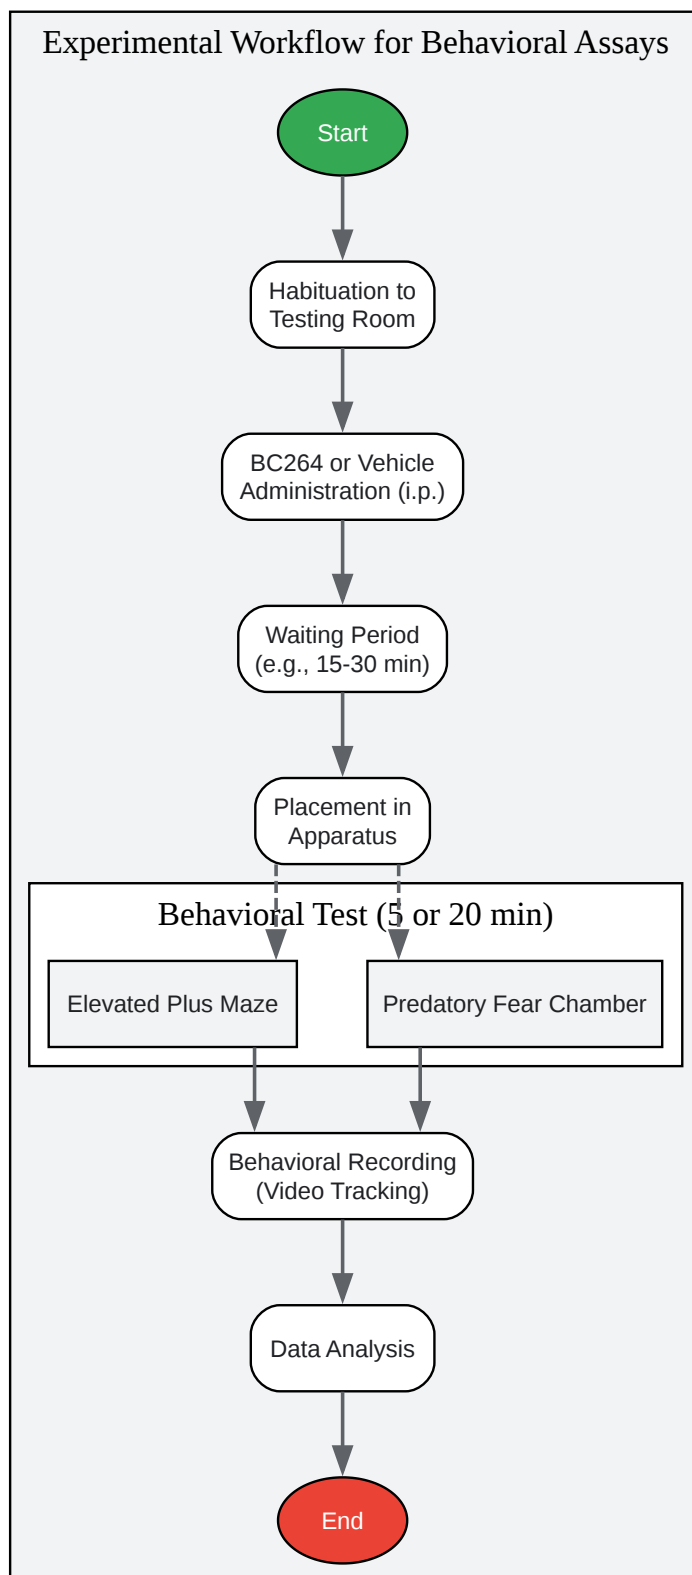 Experimental Workflow for Behavioral Assays
Start
Habituation to
Testing Room
BC264 or Vehicle
Administration (i.p.)
Waiting Period
(e.g., 15-30 min)
Placement in
Apparatus
Behavioral Test (5 or 20 min)
Elevated Plus Maze
Predatory Fear Chamber
Behavioral Recording
(Video Tracking)
Data Analysis
End